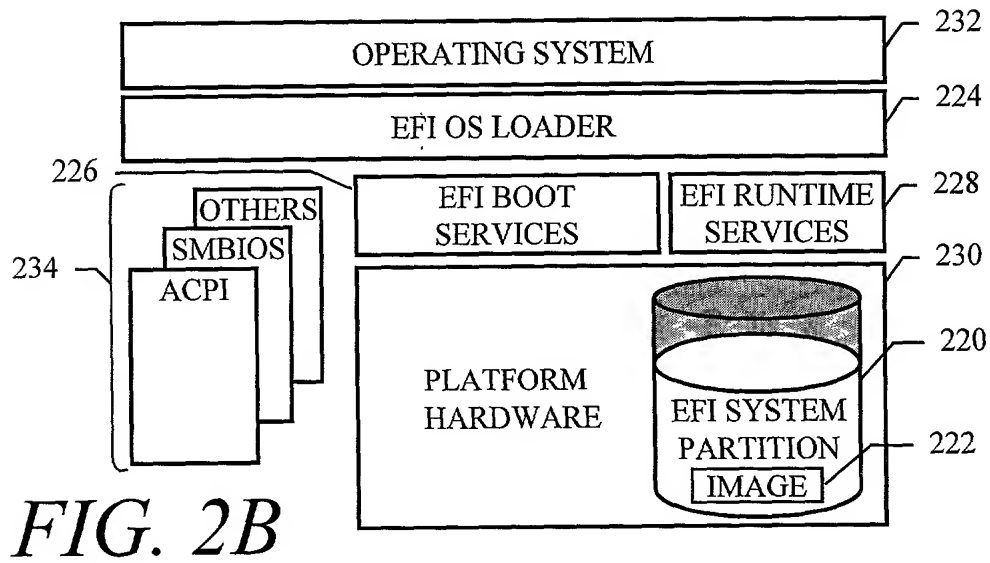 OPERATING SYSTEM
232
EFI OS LOADER
224
226
EFI BOOT
SERVICES
EFI RUNTIME
SERVICES
228
OTHERS
SMBIOS
ACPI
234
230
PLATFORM
HARDWARE
EFI SYSTEM
PARTITION
220
IMAGE
222
FIG. 2B